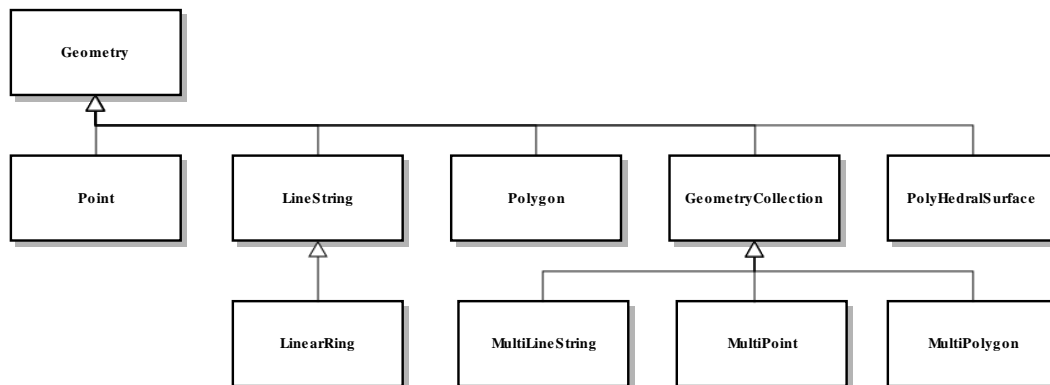 Geometry
Point
LineString
Polygon
GeometryCollection
PolyHedralSurface
LinearRing
MultiLineString
MultiPoint
MultiPolygon